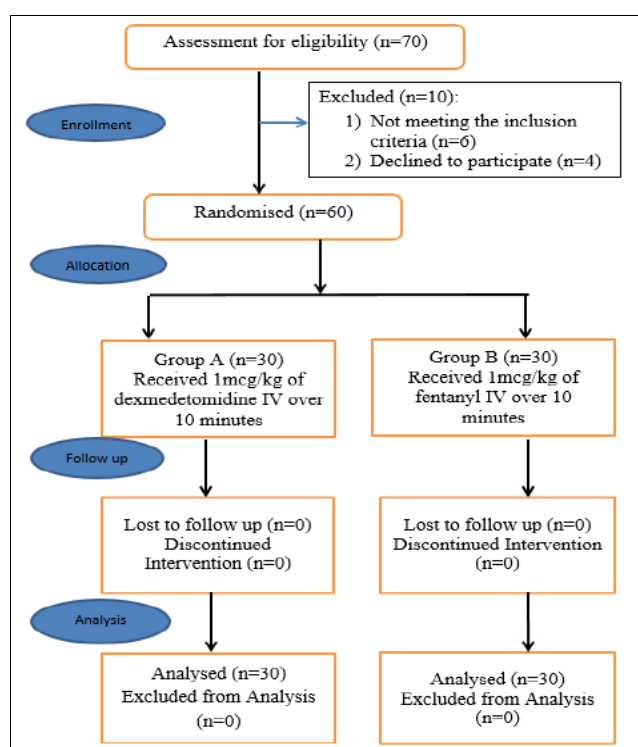 Assessment for eligibility (n=70)
Enrollment
Excluded (n=10):
1) Not meeting the inclusion
criteria (n=6)
2) Declined to participate (n=4)
Randomised (n=60)
Allocation
Group A (n=30)
Received 1mcg/kg of
dexmedetomidine IV over
10 minutes
Group B (n=30)
Received 1mcg/kg of
fentanyl IV over 10
minutes
Follow up
Lost to follow up (n=0)
Discontinued
Intervention (n=0)
Lost to follow up (n=0)
Discontinued Intervention
(n=0)
Analysis
Analysed (n=30)
Excluded from Analysis
(n=0)
Analysed (n=30)
Excluded from Analysis
(n=0)